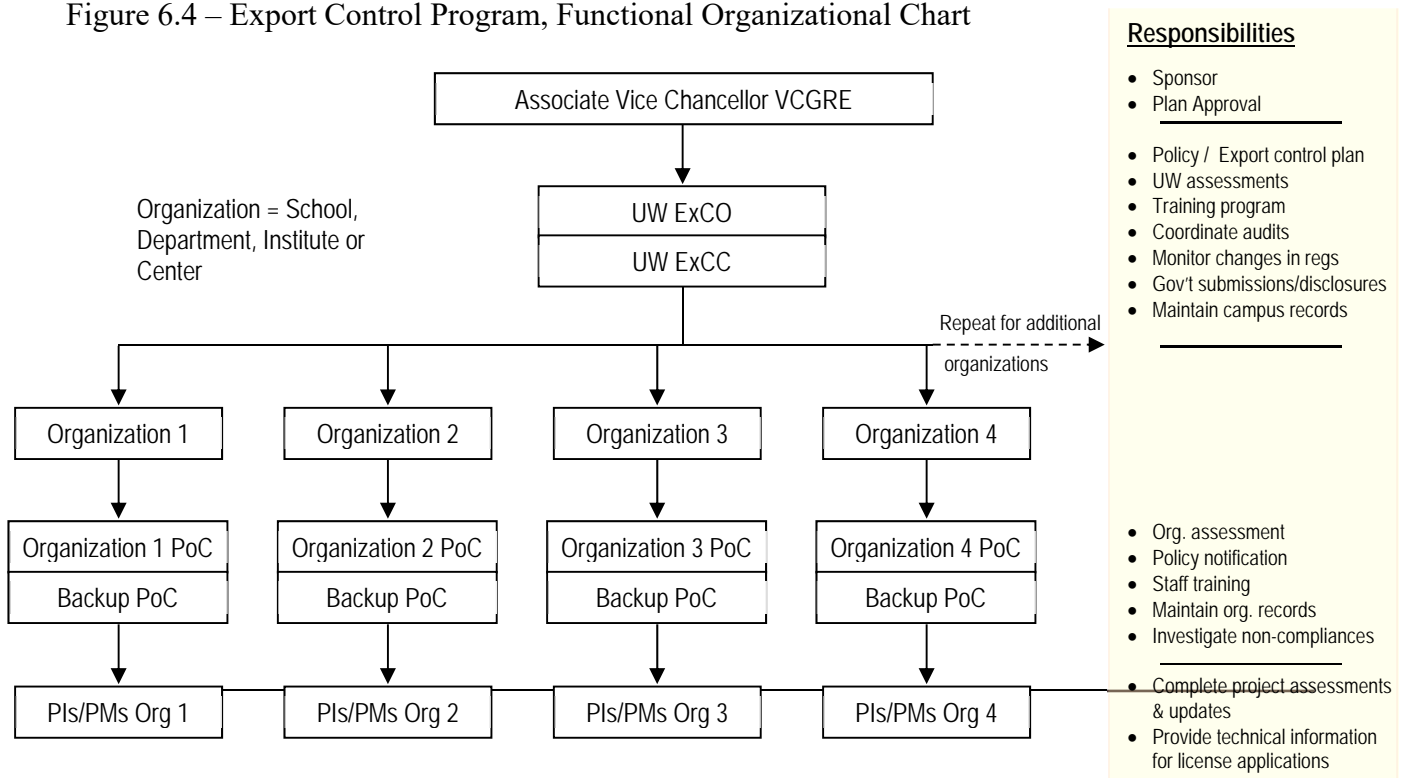 Figure 6.4 – Export Control Program, Functional Organizational Chart
Associate Vice Chancellor VCGRE
Organization = School,
Department, Institute or
Center
UW ExCO
UW ExCC
Repeat for additional
organizations
Organization 1
Organization 2
Organization 3
Organization 4
Organization 1 PoC
Backup PoC
Organization 2 PoC
Backup PoC
Organization 3 PoC
Backup PoC
Organization 4 PoC
Backup PoC
PIs/PMs Org 1
PIs/PMs Org 2
PIs/PMs Org 3
PIs/PMs Org 4
Responsibilities
• Sponsor
• Plan Approval
• Policy / Export control plan
• UW assessments
• Training program
• Coordinate audits
• Monitor changes in regs
• Gov't submissions/disclosures
• Maintain campus records
• Org. assessment
• Policy notification
• Staff training
• Maintain org. records
• Investigate non-compliances
• Complete project assessments
& updates
• Provide technical information
for license applications